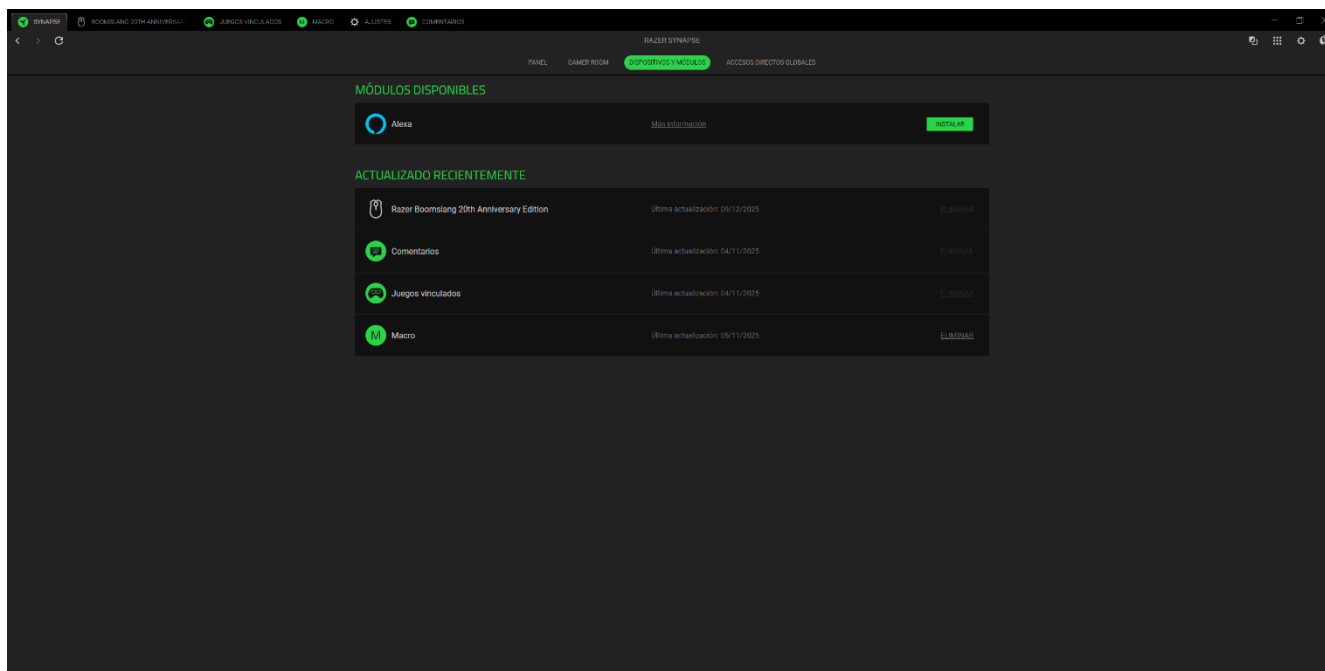 SYNAPSE BOOMSLANG 20TH ANNIVERSARY JUEGOS VINCULADOS M MACRO AJUSTES COMENTARIOS
RAZER SYNAPSE
PANEL GAMER ROOM DISPOSITIVOS Y MÓDULOS ACCESOS DIRECTOS GLOBALES
MÓDULOS DISPONIBLES
Alexa Más información INSTALAR
ACTUALIZADO RECIENTEMENTE
Razer Boomslang 20th Anniversary Edition Última actualización: 09/12/2025 ELIMINAR
Comentarios Última actualización: 04/11/2025 ELIMINAR
Juegos vinculados Última actualización: 04/11/2025 ELIMINAR
M Macro Última actualización: 05/11/2025 ELIMINAR